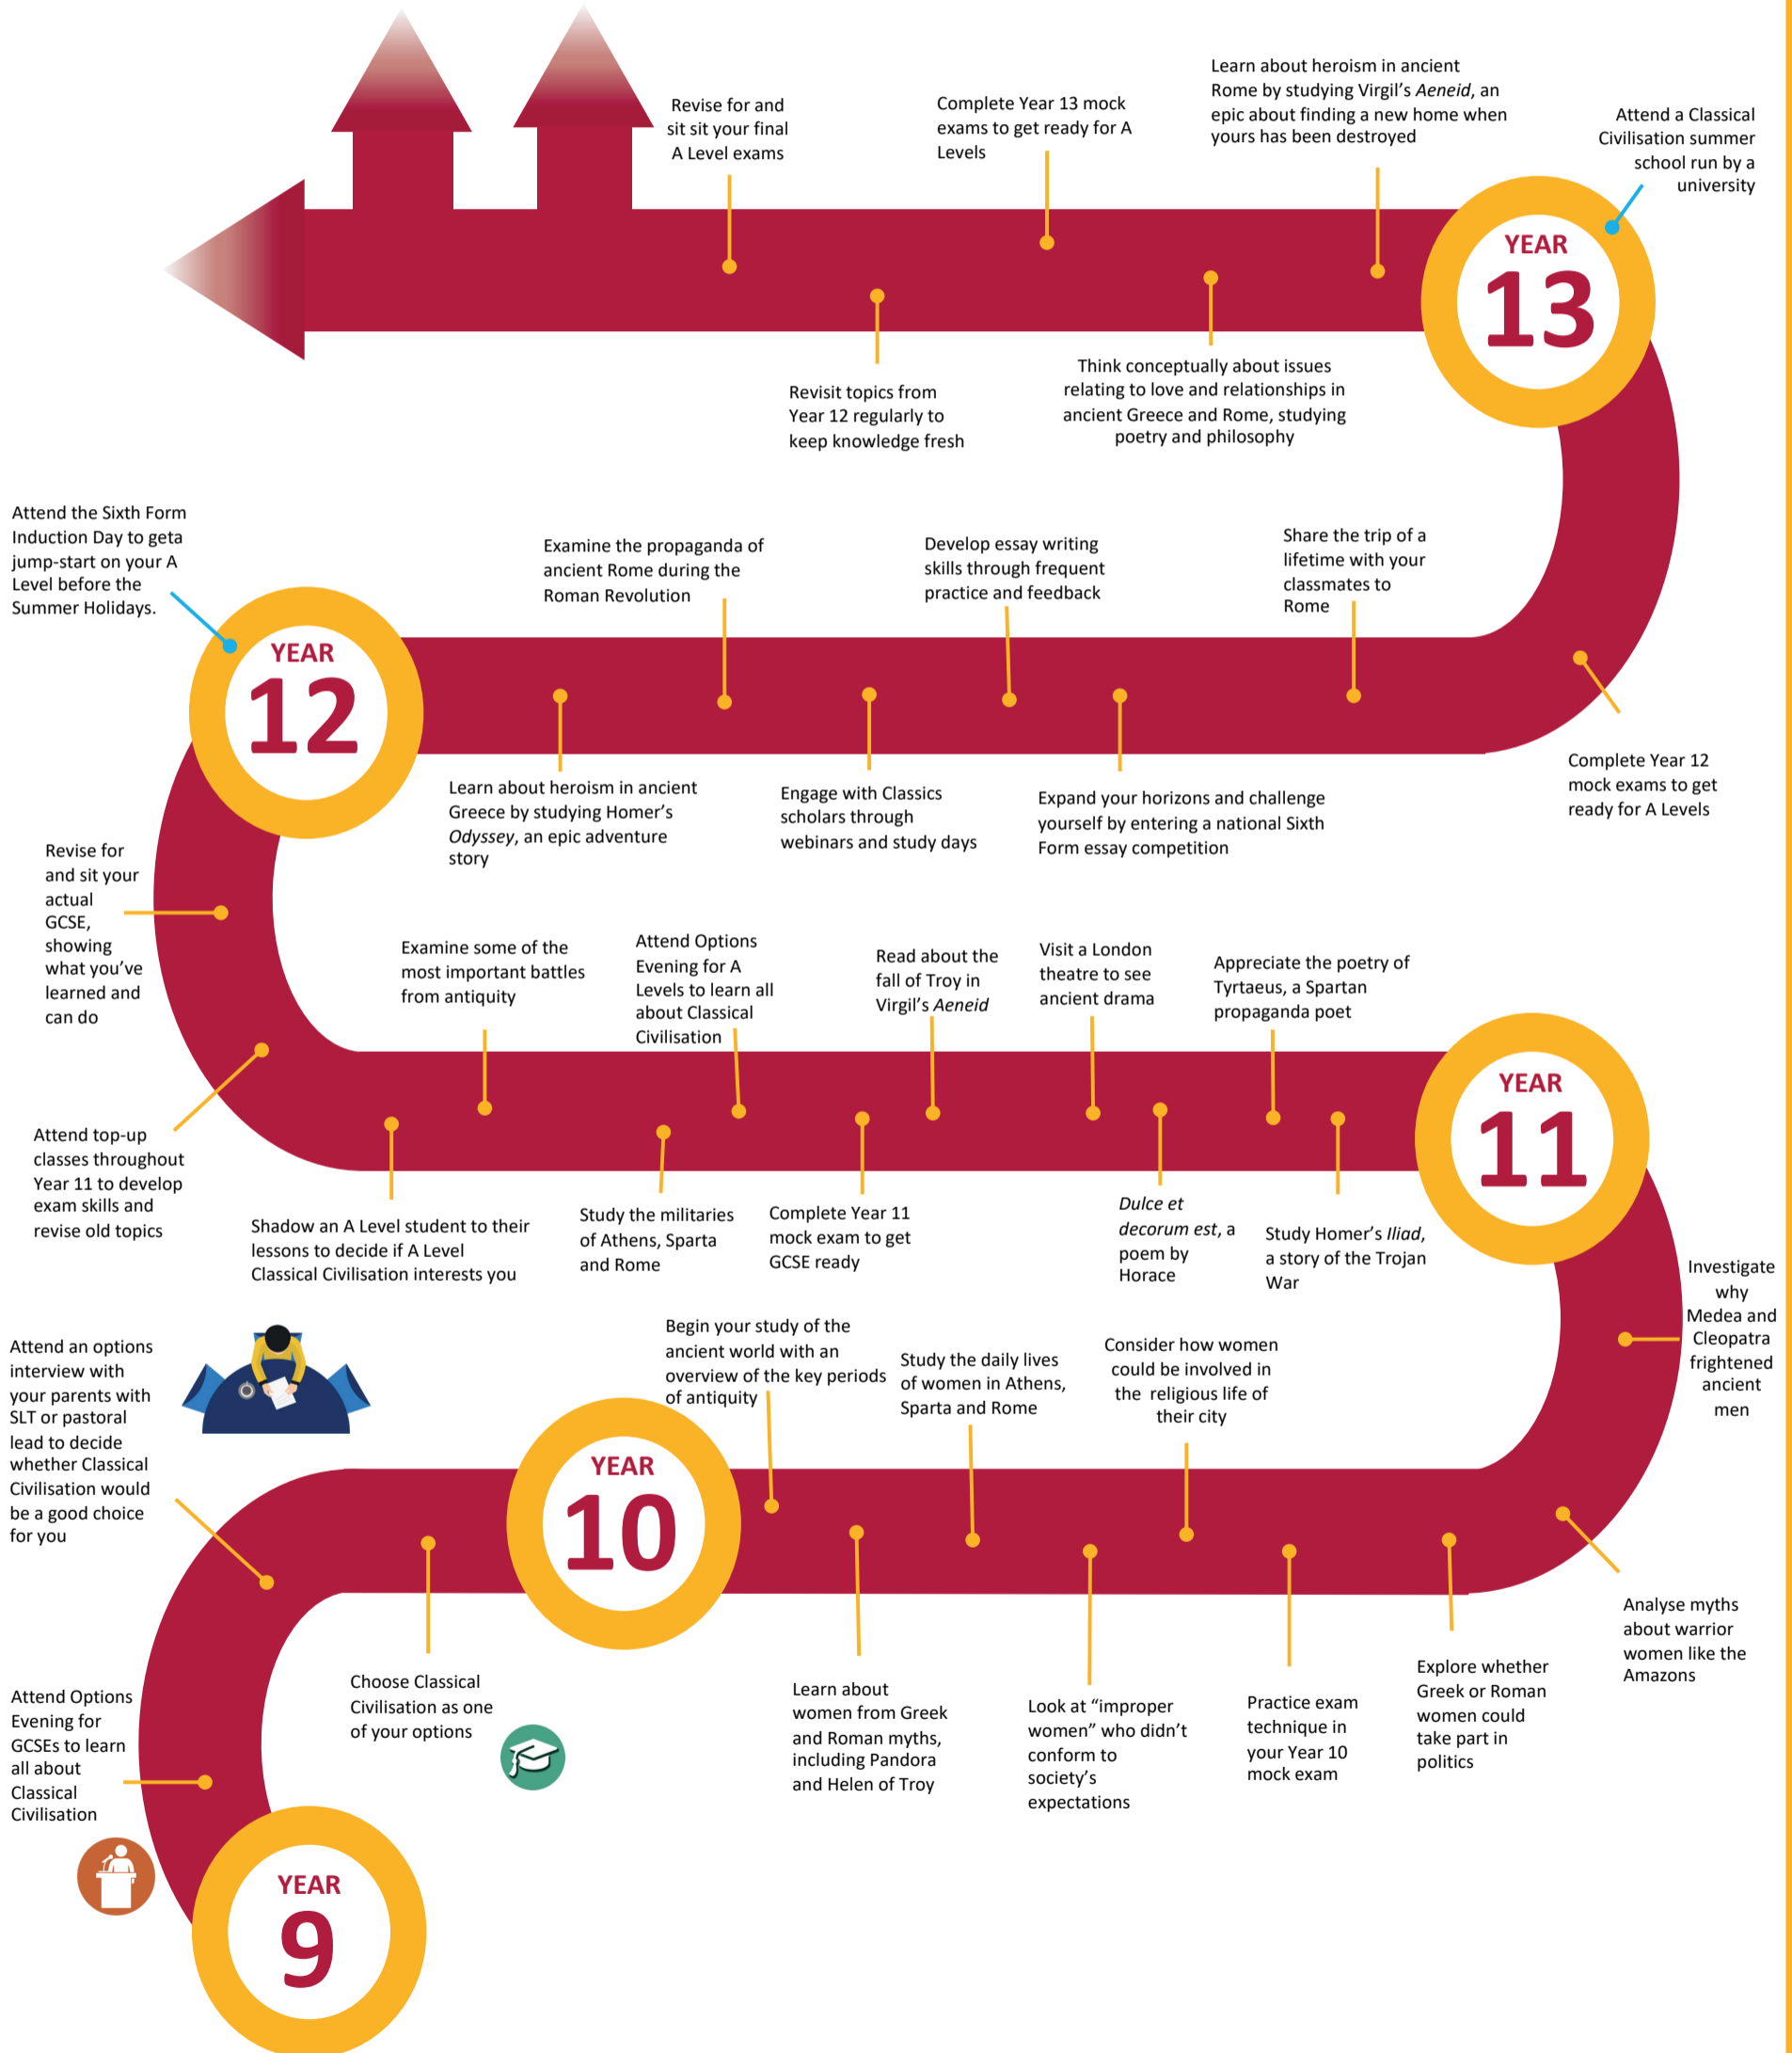 Revise for and
sit sit your final
A Level exams
Complete Year 13 mock
exams to get ready for A
Levels
Learn about heroism in ancient
Rome by studying Virgil’s Aeneid, an
epic about finding a new home when
yours has been destroyed
Attend a Classical
Civilisation summer
school run by a
university
YEAR
13
Revisit topics from
Year 12 regularly to
keep knowledge fresh
Think conceptually about issues
relating to love and relationships in
ancient Greece and Rome, studying
poetry and philosophy
Attend the Sixth Form
Induction Day to geta
jump-start on your A
Level before the
Summer Holidays.
Examine the propaganda of
ancient Rome during the
Roman Revolution
Develop essay writing
skills through frequent
practice and feedback
Share the trip of a
lifetime with your
classmates to
Rome
YEAR
12
Learn about heroism in ancient
Greece by studying Homer’s
Odyssey, an epic adventure
story
Engage with Classics
scholars through
webinars and study days
Expand your horizons and challenge
yourself by entering a national Sixth
Form essay competition
Complete Year 12
mock exams to get
ready for A Levels
Revise for
and sit your
actual
GCSE,
showing
what you’ve
learned and
can do
Examine some of the
most important battles
from antiquity
Attend Options
Evening for A
Levels to learn all
about Classical
Civilisation
Read about the
fall of Troy in
Virgil’s Aeneid
Visit a London
theatre to see
ancient drama
Appreciate the poetry of
Tyrtaeus, a Spartan
propaganda poet
YEAR
11
Attend top-up
classes throughout
Year 11 to develop
exam skills and
revise old topics
Shadow an A Level student to their
lessons to decide if A Level
Classical Civilisation interests you
Study the militaries
of Athens, Sparta
and Rome
Complete Year 11
mock exam to get
GCSE ready
Dulce et
decorum est, a
poem by
Horace
Study Homer’s Iliad,
a story of the Trojan
War
Investigate
why
Medea and
Cleopatra
frightened
ancient
men
Attend an options
interview with
your parents with
SLT or pastoral
lead to decide
whether Classical
Civilisation would
be a good choice
for you
Begin your study of the
ancient world with an
overview of the key periods
of antiquity
Study the daily lives
of women in Athens,
Sparta and Rome
Consider how women
could be involved in
the religious life of
their city
YEAR
10
Analyse myths
about warrior
women like the
Amazons
Attend Options
Evening for
GCSEs to learn
all about
Classical
Civilisation
Choose Classical
Civilisation as one
of your options
Learn about
women from Greek
and Roman myths,
including Pandora
and Helen of Troy
Look at “improper
women” who didn’t
conform to
society’s
expectations
Practice exam
technique in
your Year 10
mock exam
Explore whether
Greek or Roman
women could
take part in
politics
YEAR
9